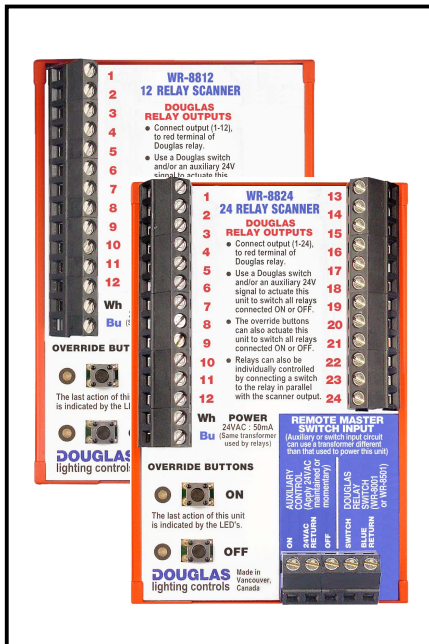 1
2
3
4
5
6
7
8
9
10
11
12
Wh
Bu
WR-8812
12 RELAY SCANNER
DOUGLAS
RELAY OUTPUTS
● Connect output (1-12),
to red terminal of
Douglas relay.
● Use a Douglas switch
and/or an auxiliary 24V
signal to actuate this
OVERRIDE BUT
The last action of this
is indicated by the LE
DOUGLAS
lighting controls
1
2
3
4
5
6
7
8
9
10
11
12
Wh
Bu
WR-8824
24 RELAY SCANNER
DOUGLAS
RELAY OUTPUTS
● Connect output (1-24),
to red terminal of
Douglas relay.
● Use a Douglas switch
and/or an auxiliary 24V
signal to actuate this
unit to switch all relays
connected ON or OFF.
● The override buttons
can also actuate this
unit to switch all relays
connected ON or OFF.
● Relays can also be
individually controlled
by connecting a switch
to the relay in parallel
with the scanner output.
13
14
15
16
17
18
19
20
21
22
23
24
POWER
24VAC : 50mA
(Same transformer
used by relays)
OVERRIDE BUTTONS
ON
The last action of this unit
is indicated by the LED's.
OFF
DOUGLAS
lighting controls
Made in
Vancouver,
Canada
REMOTE MASTER
SWITCH INPUT
(Auxiliary or switch input circuit
can use a transformer different
than that used to power this unit)
AUXILIARY
CONTROL
(Apply 24VAC
maintained or
momentary)
DOUGLAS
RELAY
SWITCH
(WR-8001
or WR-8501)
ON
24VAC
RETURN
OFF
SWITCH
BLUE
RETURN